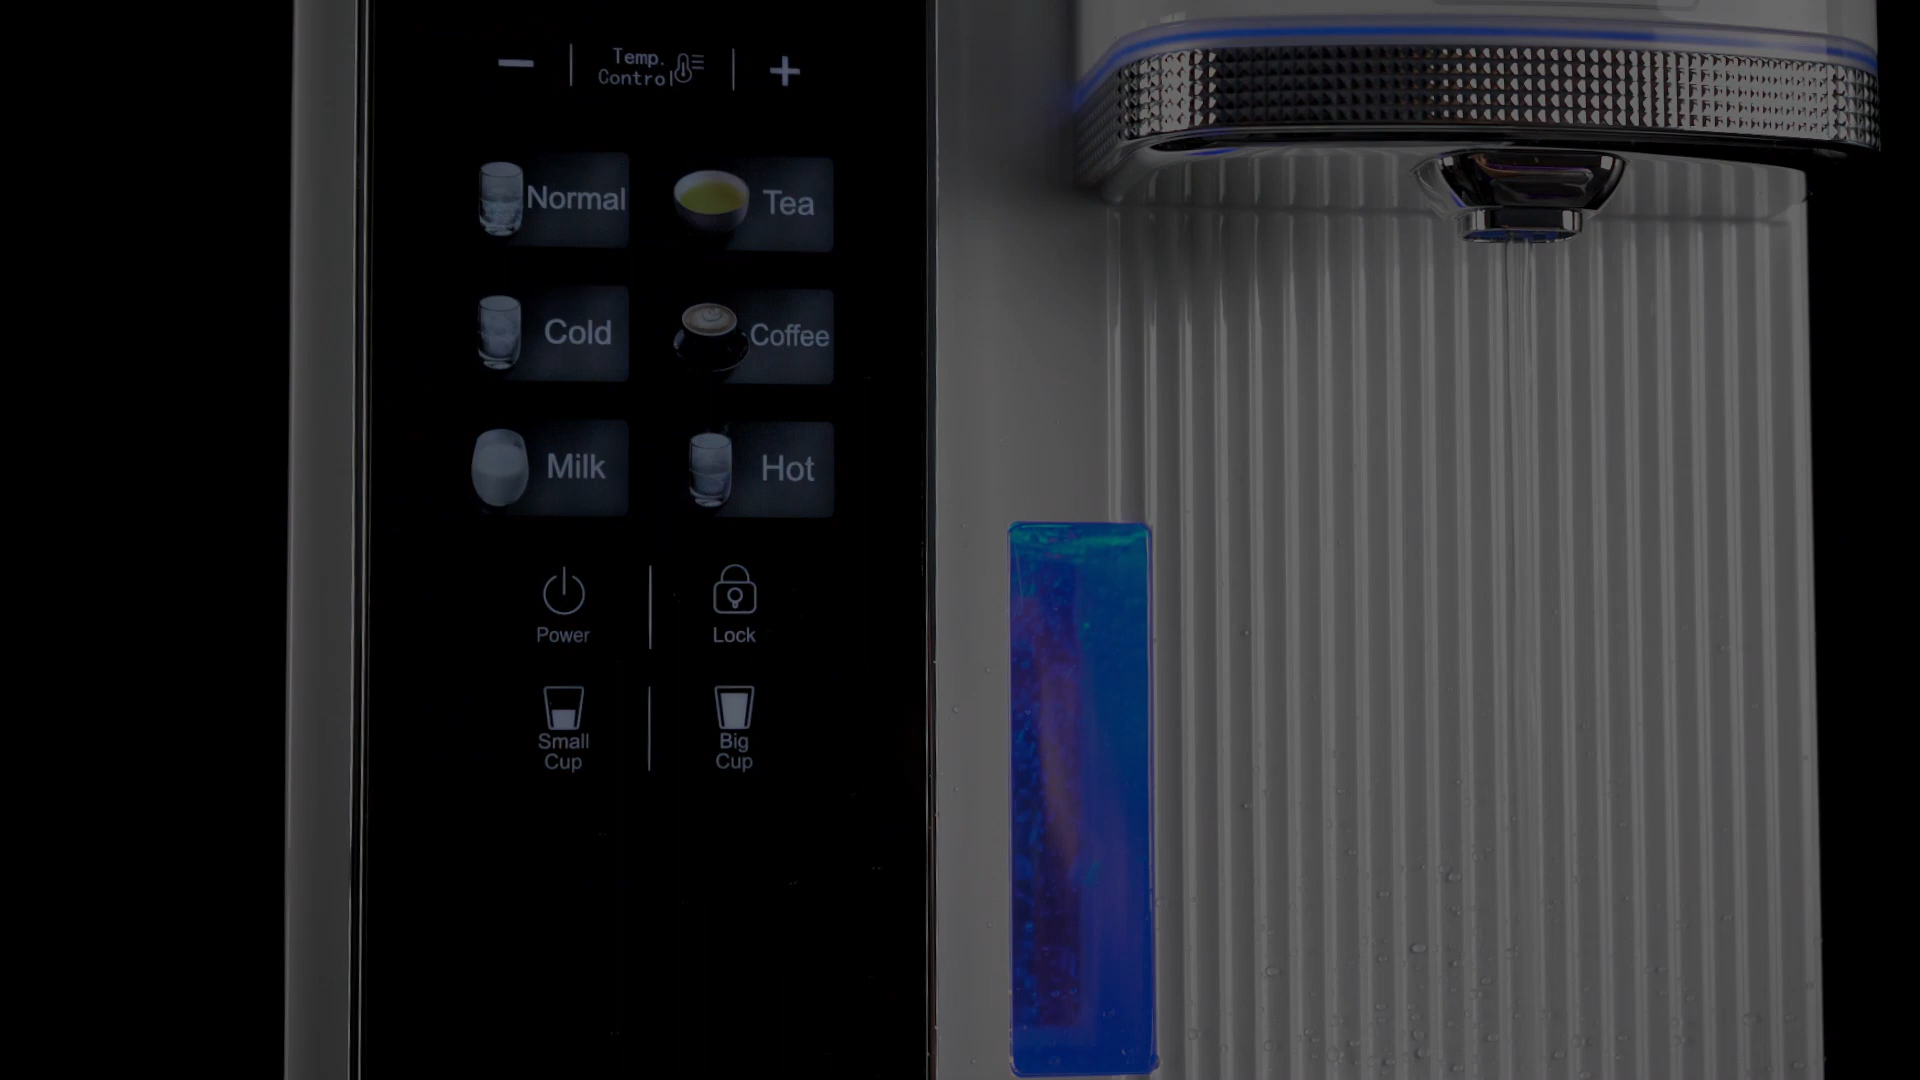 Temp.
Control
Normal
Tea
Cold
Coffee
Milk
Hot
Power
Lock
Small
Cup
Big
Cup